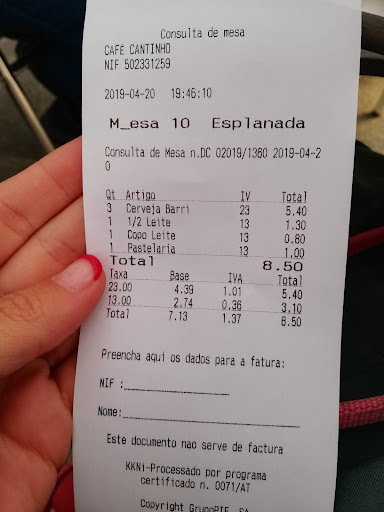 Consulta de mesa
CAFÉ CANTINHO
NIF 502331259
2019-04-20 19:46:10
M_esa 10 Esplanada
Consulta de Mesa n.DC 02019/1360 2019-04-2
0
Qt Artigo IV Total
3 Cerveja Barri 23 5.40
1 1/2 Leite 13 1.30
1 Copo Leite 13 0.80
1 Pastelaria 13 1.00
Total 8.50
Taxa Base IVA Total
23.00 4.39 1.01 5.40
13.00 2.74 0.36 3.10
Total 7.13 1.37 8.50
Preencha aqui os dados para a fatura:
NIF :
Nome:
Este documento nao serve de factura
KKNi-Processado por programa
certificado n. 0071/AT
Copyright GrupoPIE, SA